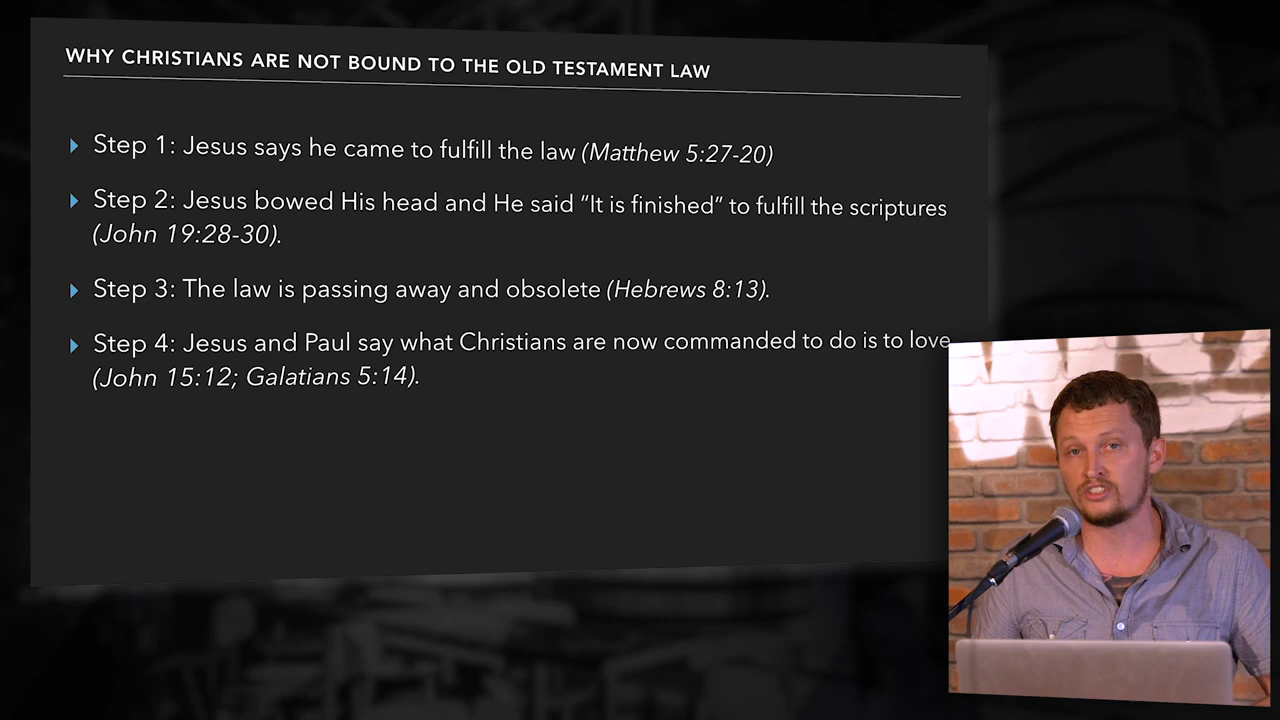 WHY CHRISTIANS ARE NOT BOUND TO THE OLD TESTAMENT LAW
Step 1: Jesus says he came to fulfill the law (Matthew 5:27-20)
Step 2: Jesus bowed His head and He said “It is finished” to fulfill the scriptures
(John 19:28-30).
Step 3: The law is passing away and obsolete (Hebrews 8:13).
Step 4: Jesus and Paul say what Christians are now commanded to do is to love
(John 15:12; Galatians 5:14).